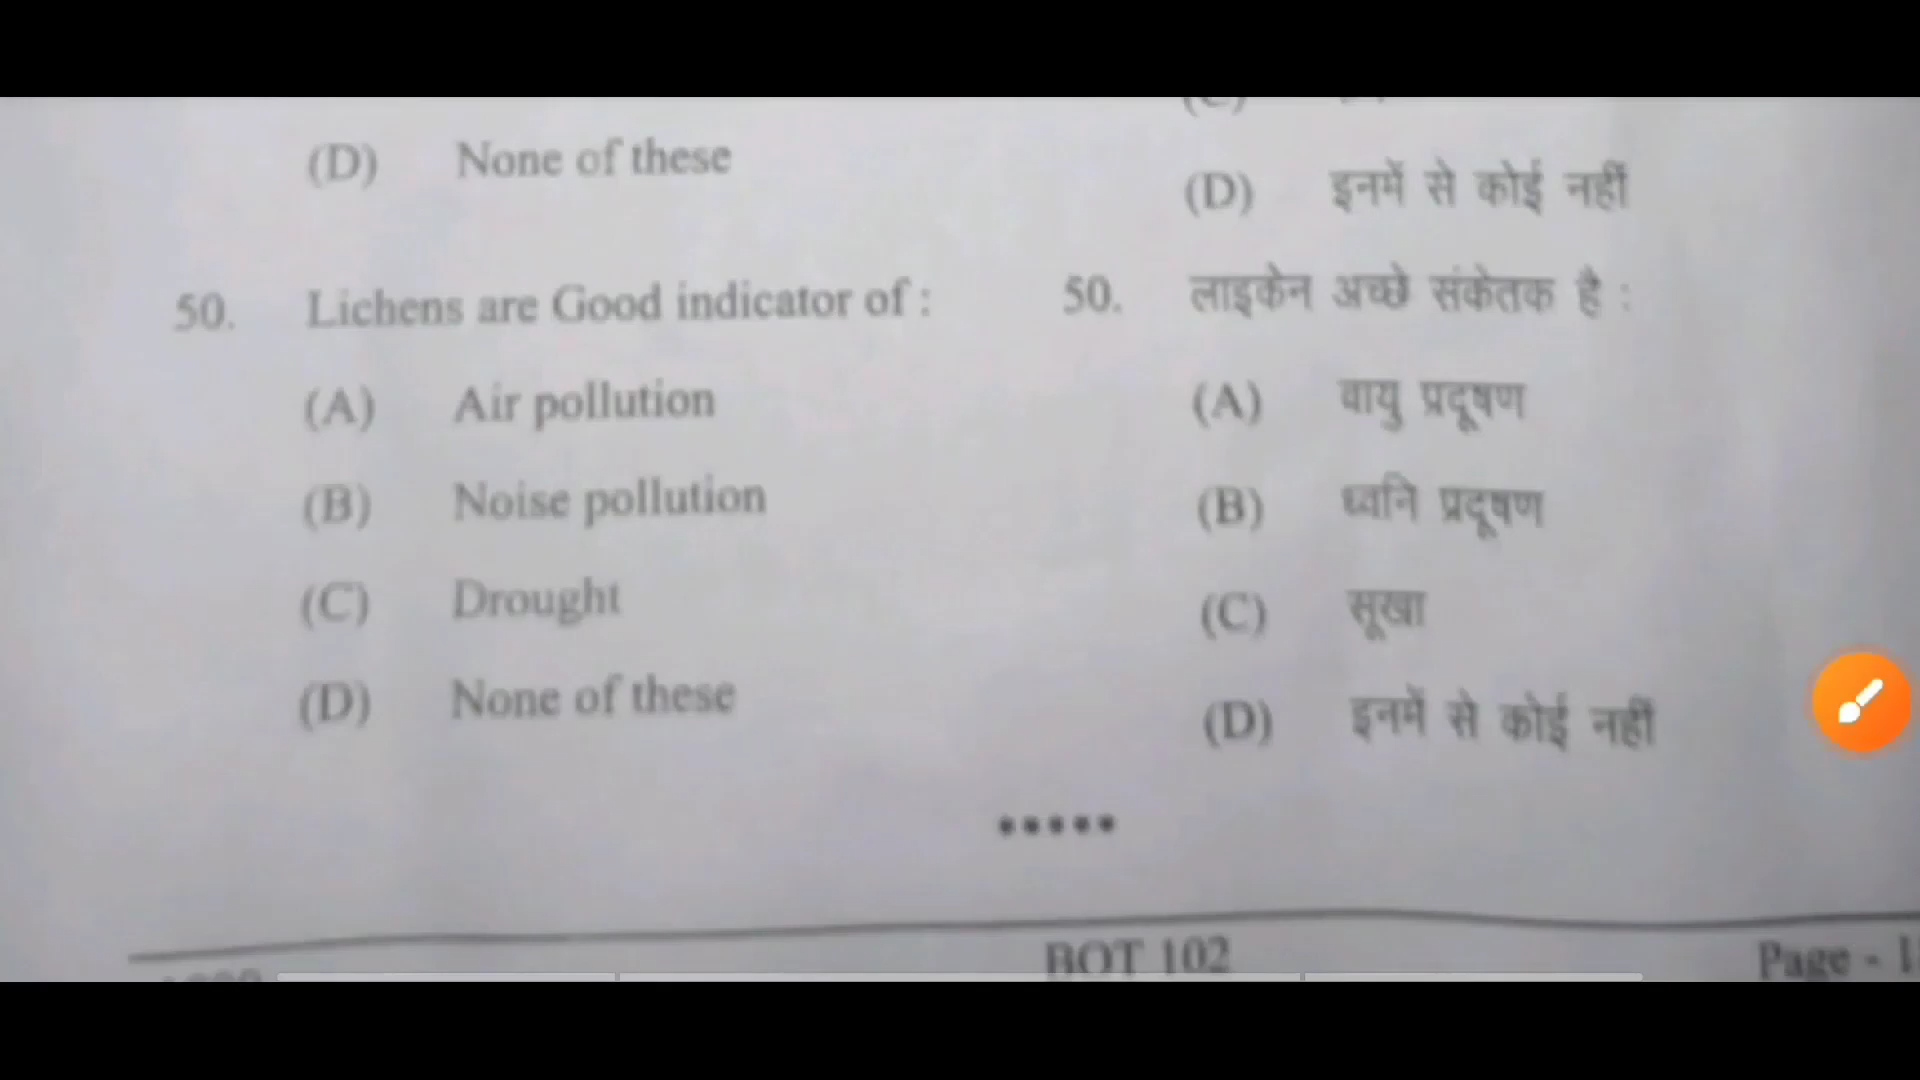 (D) None of these
50. Lichens are Good indicator of :
(A) Air pollution
(B) Noise pollution
(C) Drought
(D) None of these
(D) इनमें से कोई नहीं
50. लाइकेन अच्छे संकेतक है :
(A) वायु प्रदूषण
(B) ध्वनि प्रदूषण
(C) सूखा
(D) इनमें से कोई नहीं
BOT 102
Page -